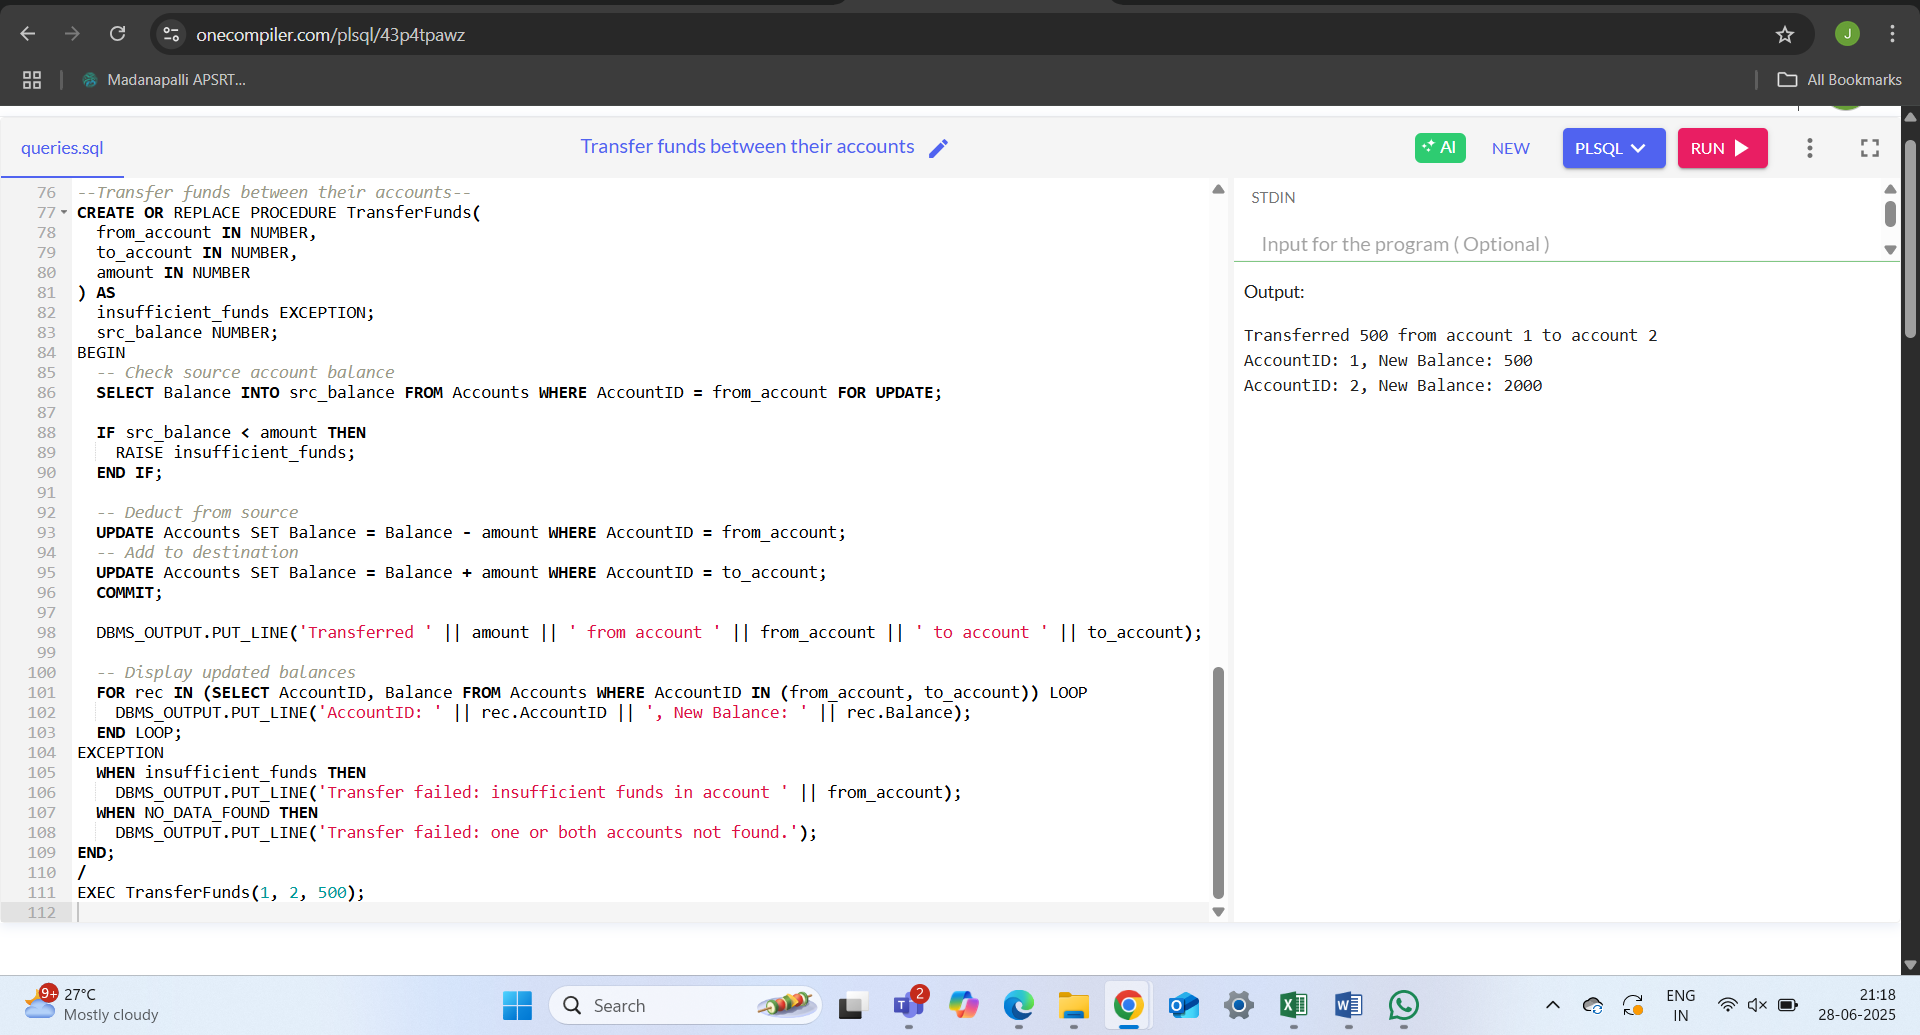 onecompiler.com/plsql/43p4tpawz
J
Madanapalli APSRT...
All Bookmarks
queries.sql
Transfer funds between their accounts
AI
NEW
PLSQL
RUN
76 --Transfer funds between their accounts--
77 CREATE OR REPLACE PROCEDURE TransferFunds(
78 from_account IN NUMBER,
79 to_account IN NUMBER,
80 amount IN NUMBER
81 ) AS
82 insufficient_funds EXCEPTION;
83 src_balance NUMBER;
84 BEGIN
85 -- Check source account balance
86 SELECT Balance INTO src_balance FROM Accounts WHERE AccountID = from_account FOR UPDATE;
87
88 IF src_balance < amount THEN
89 RAISE insufficient_funds;
90 END IF;
91
92 -- Deduct from source
93 UPDATE Accounts SET Balance = Balance - amount WHERE AccountID = from_account;
94 -- Add to destination
95 UPDATE Accounts SET Balance = Balance + amount WHERE AccountID = to_account;
96 COMMIT;
97
98 DBMS_OUTPUT.PUT_LINE('Transferred ' || amount || ' from account ' || from_account || ' to account ' || to_account);
99
100 -- Display updated balances
101 FOR rec IN (SELECT AccountID, Balance FROM Accounts WHERE AccountID IN (from_account, to_account)) LOOP
102 DBMS_OUTPUT.PUT_LINE('AccountID: ' || rec.AccountID || ', New Balance: ' || rec.Balance);
103 END LOOP;
104 EXCEPTION
105 WHEN insufficient_funds THEN
106 DBMS_OUTPUT.PUT_LINE('Transfer failed: insufficient funds in account ' || from_account);
107 WHEN NO_DATA_FOUND THEN
108 DBMS_OUTPUT.PUT_LINE('Transfer failed: one or both accounts not found.');
109 END;
110 /
111 EXEC TransferFunds(1, 2, 500);
112
STDIN
Input for the program ( Optional )
Output:
Transferred 500 from account 1 to account 2
AccountID: 1, New Balance: 500
AccountID: 2, New Balance: 2000
9+
27°C
Mostly cloudy
Search
2
ENG
IN
21:18
28-06-2025